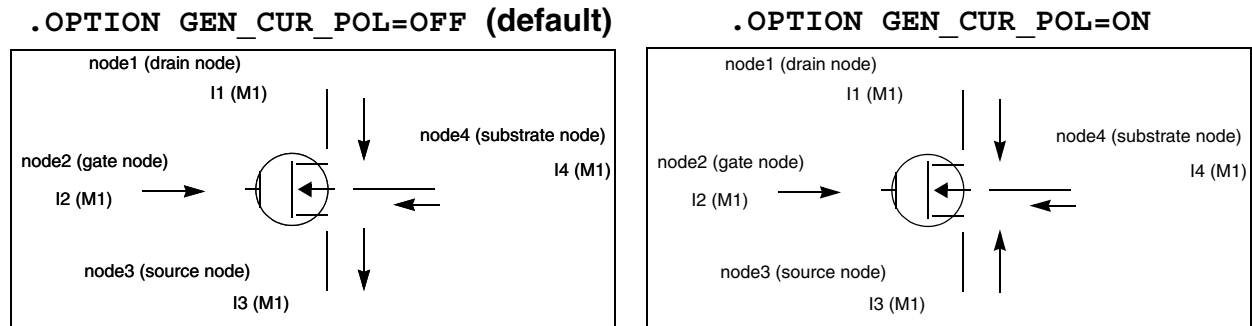 .OPTION GEN_CUR_POL=OFF (default)
node1 (drain node)
I1 (M1)
node4 (substrate node)
node2 (gate node)
I4 (M1)
I2 (M1)
node3 (source node)
I3 (M1)
.OPTION GEN_CUR_POL=ON
node1 (drain node)
I1 (M1)
node4 (substrate node)
node2 (gate node)
I4 (M1)
I2 (M1)
node3 (source node)
I3 (M1)